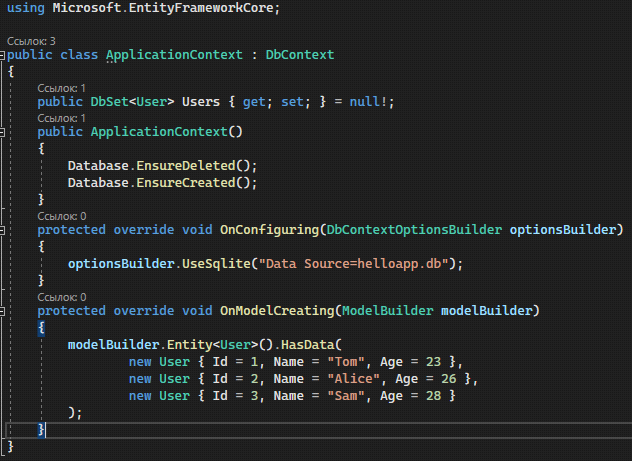 using Microsoft.EntityFrameworkCore;
Ссылок: 3
public class ApplicationContext : DbContext
{
Ссылок: 1
public DbSet<User> Users { get; set; } = null!;
Ссылок: 1
public ApplicationContext()
{
Database.EnsureDeleted();
Database.EnsureCreated();
}
Ссылок: 0
protected override void OnConfiguring(DbContextOptionsBuilder optionsBuilder)
{
optionsBuilder.UseSqlite("Data Source=helloapp.db");
}
Ссылок: 0
protected override void OnModelCreating(ModelBuilder modelBuilder)
{
modelBuilder.Entity<User>().HasData(
new User { Id = 1, Name = "Tom", Age = 23 },
new User { Id = 2, Name = "Alice", Age = 26 },
new User { Id = 3, Name = "Sam", Age = 28 }
);
}
}